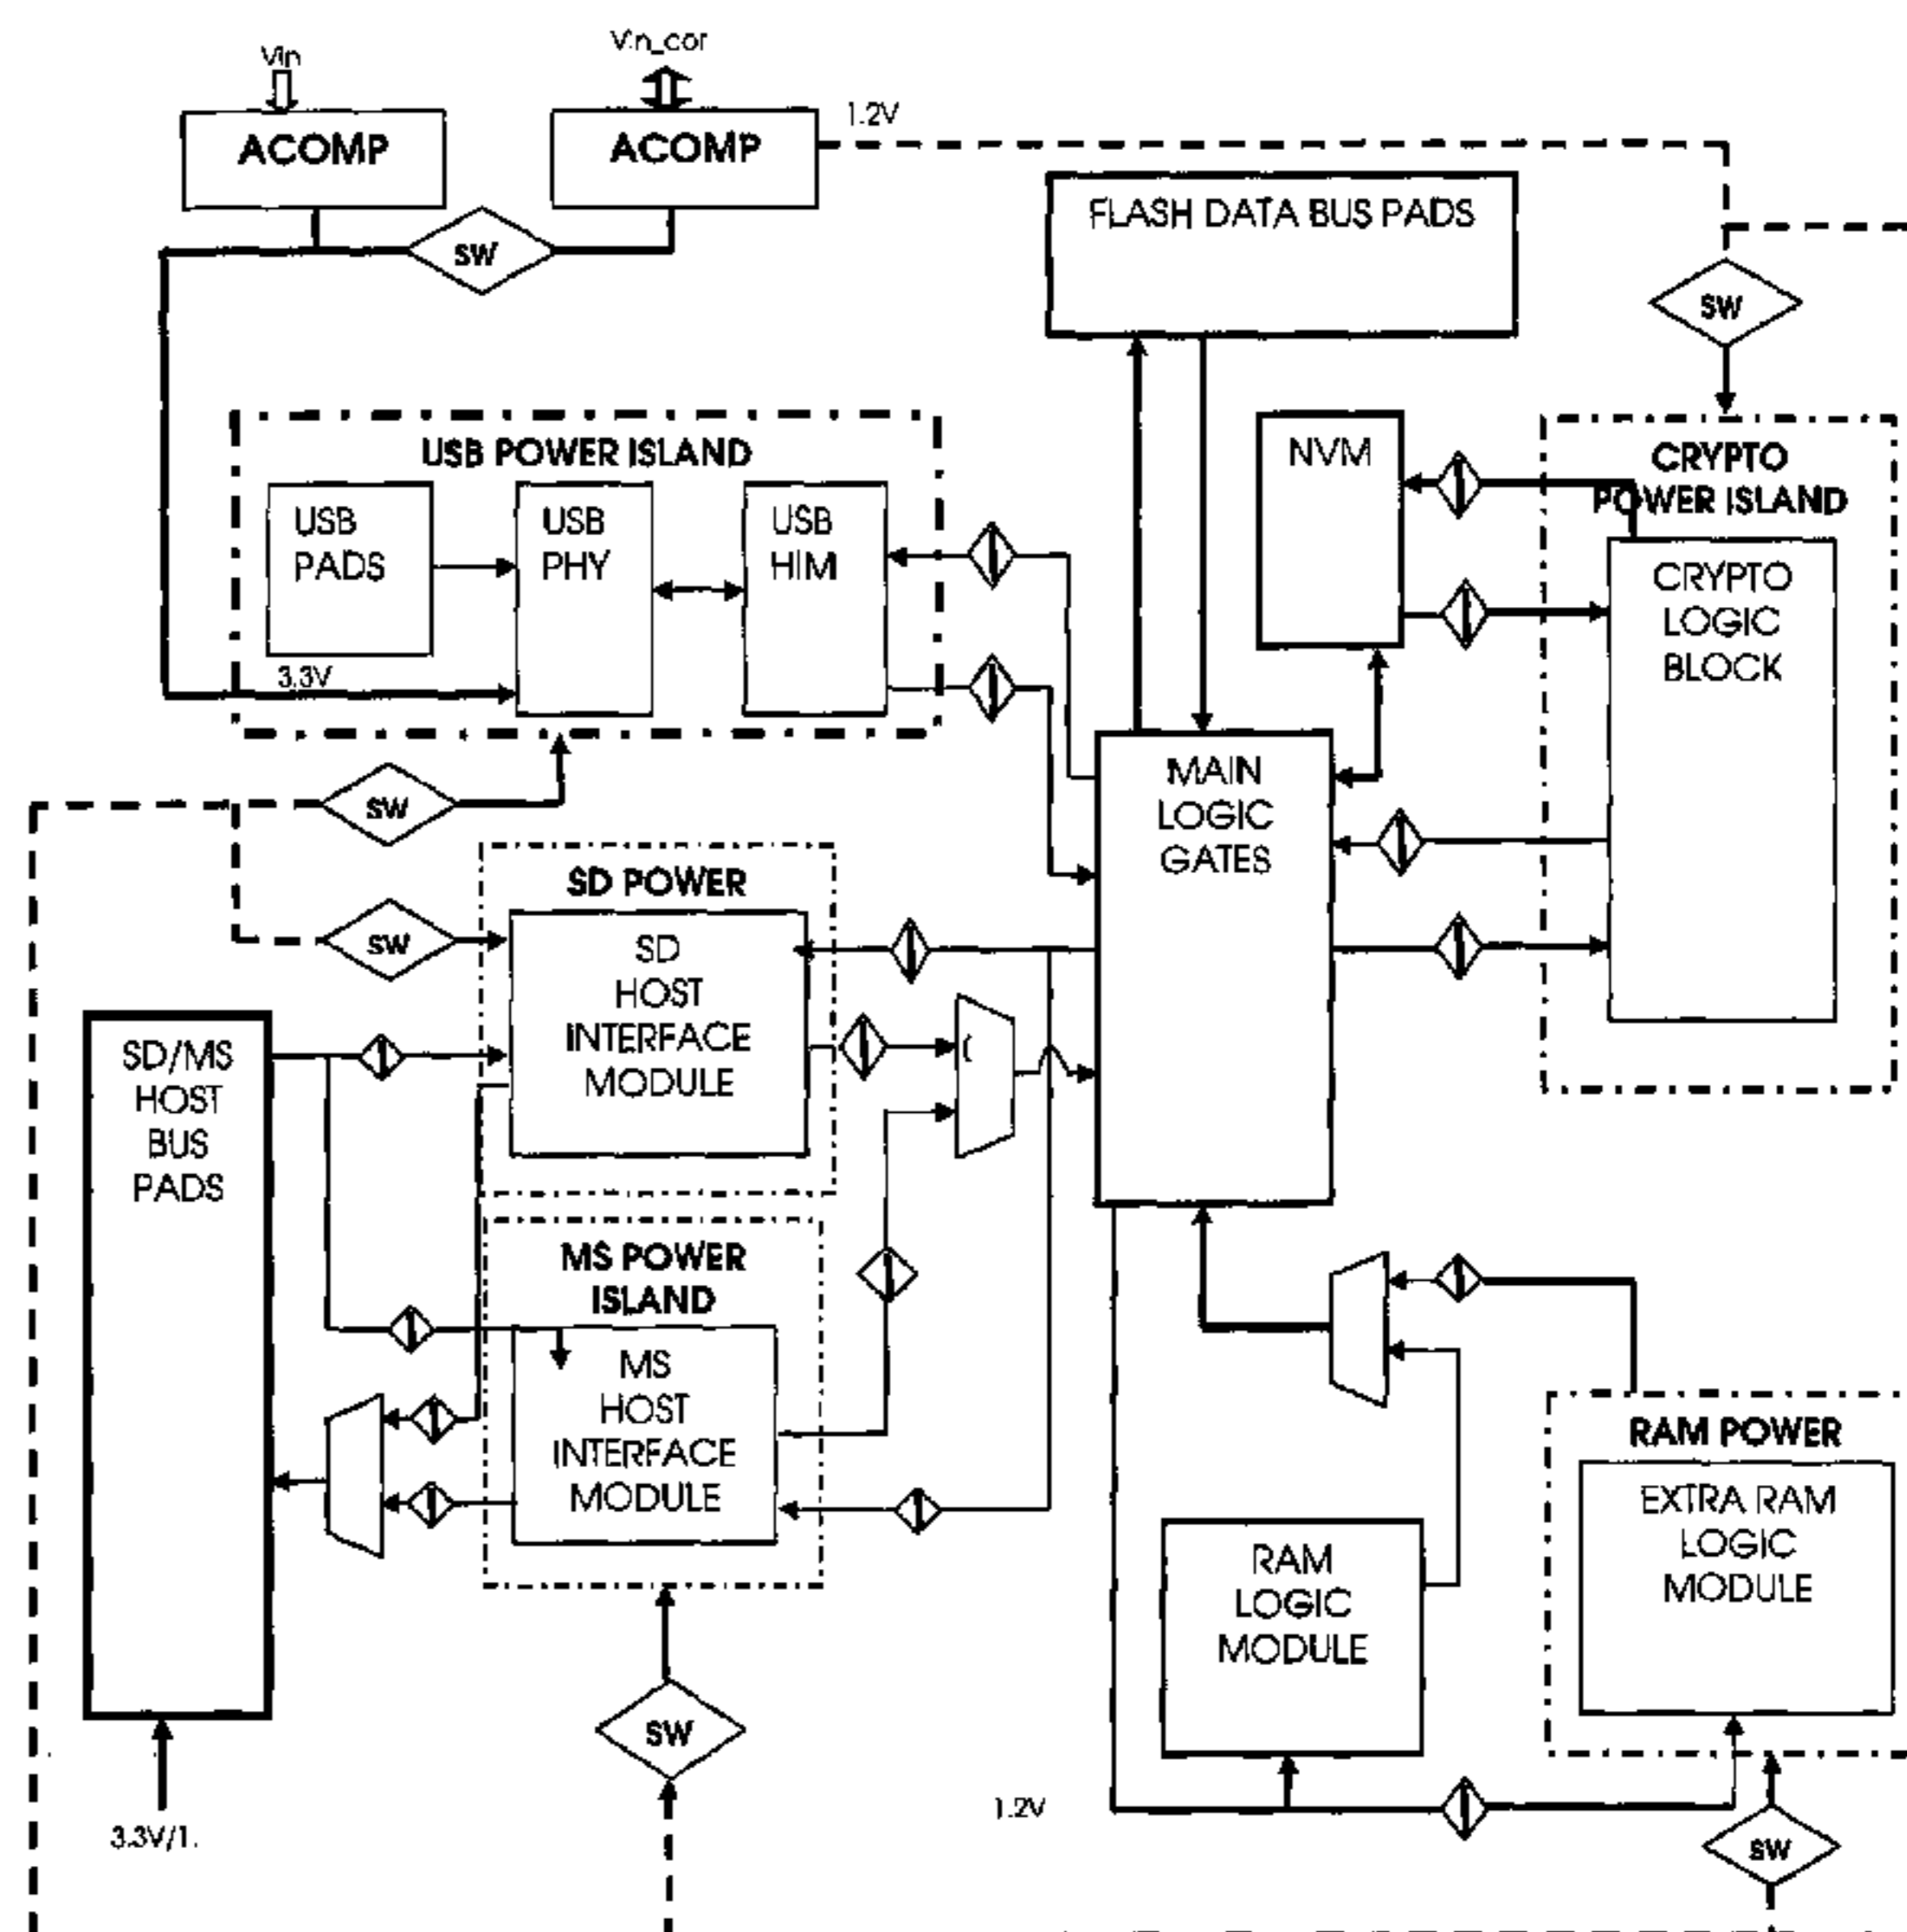 Vin
Vin_cor
ACOMP
ACOMP
1.2V
SW
FLASH DATA BUS PADS
SW
USB POWER ISLAND
USB
PADS
USB
PHY
USB
HIM
3.3V
NVM
CRYPTO
POWER ISLAND
CRYPTO
LOGIC
BLOCK
MAIN
LOGIC
GATES
SW
SD POWER
SW
SD
HOST
INTERFACE
MODULE
SD/MS
HOST
BUS
PADS
MS POWER
ISLAND
MS
HOST
INTERFACE
MODULE
RAM POWER
EXTRA RAM
LOGIC
MODULE
RAM
LOGIC
MODULE
SW
1.2V
3.3V/1.
SW